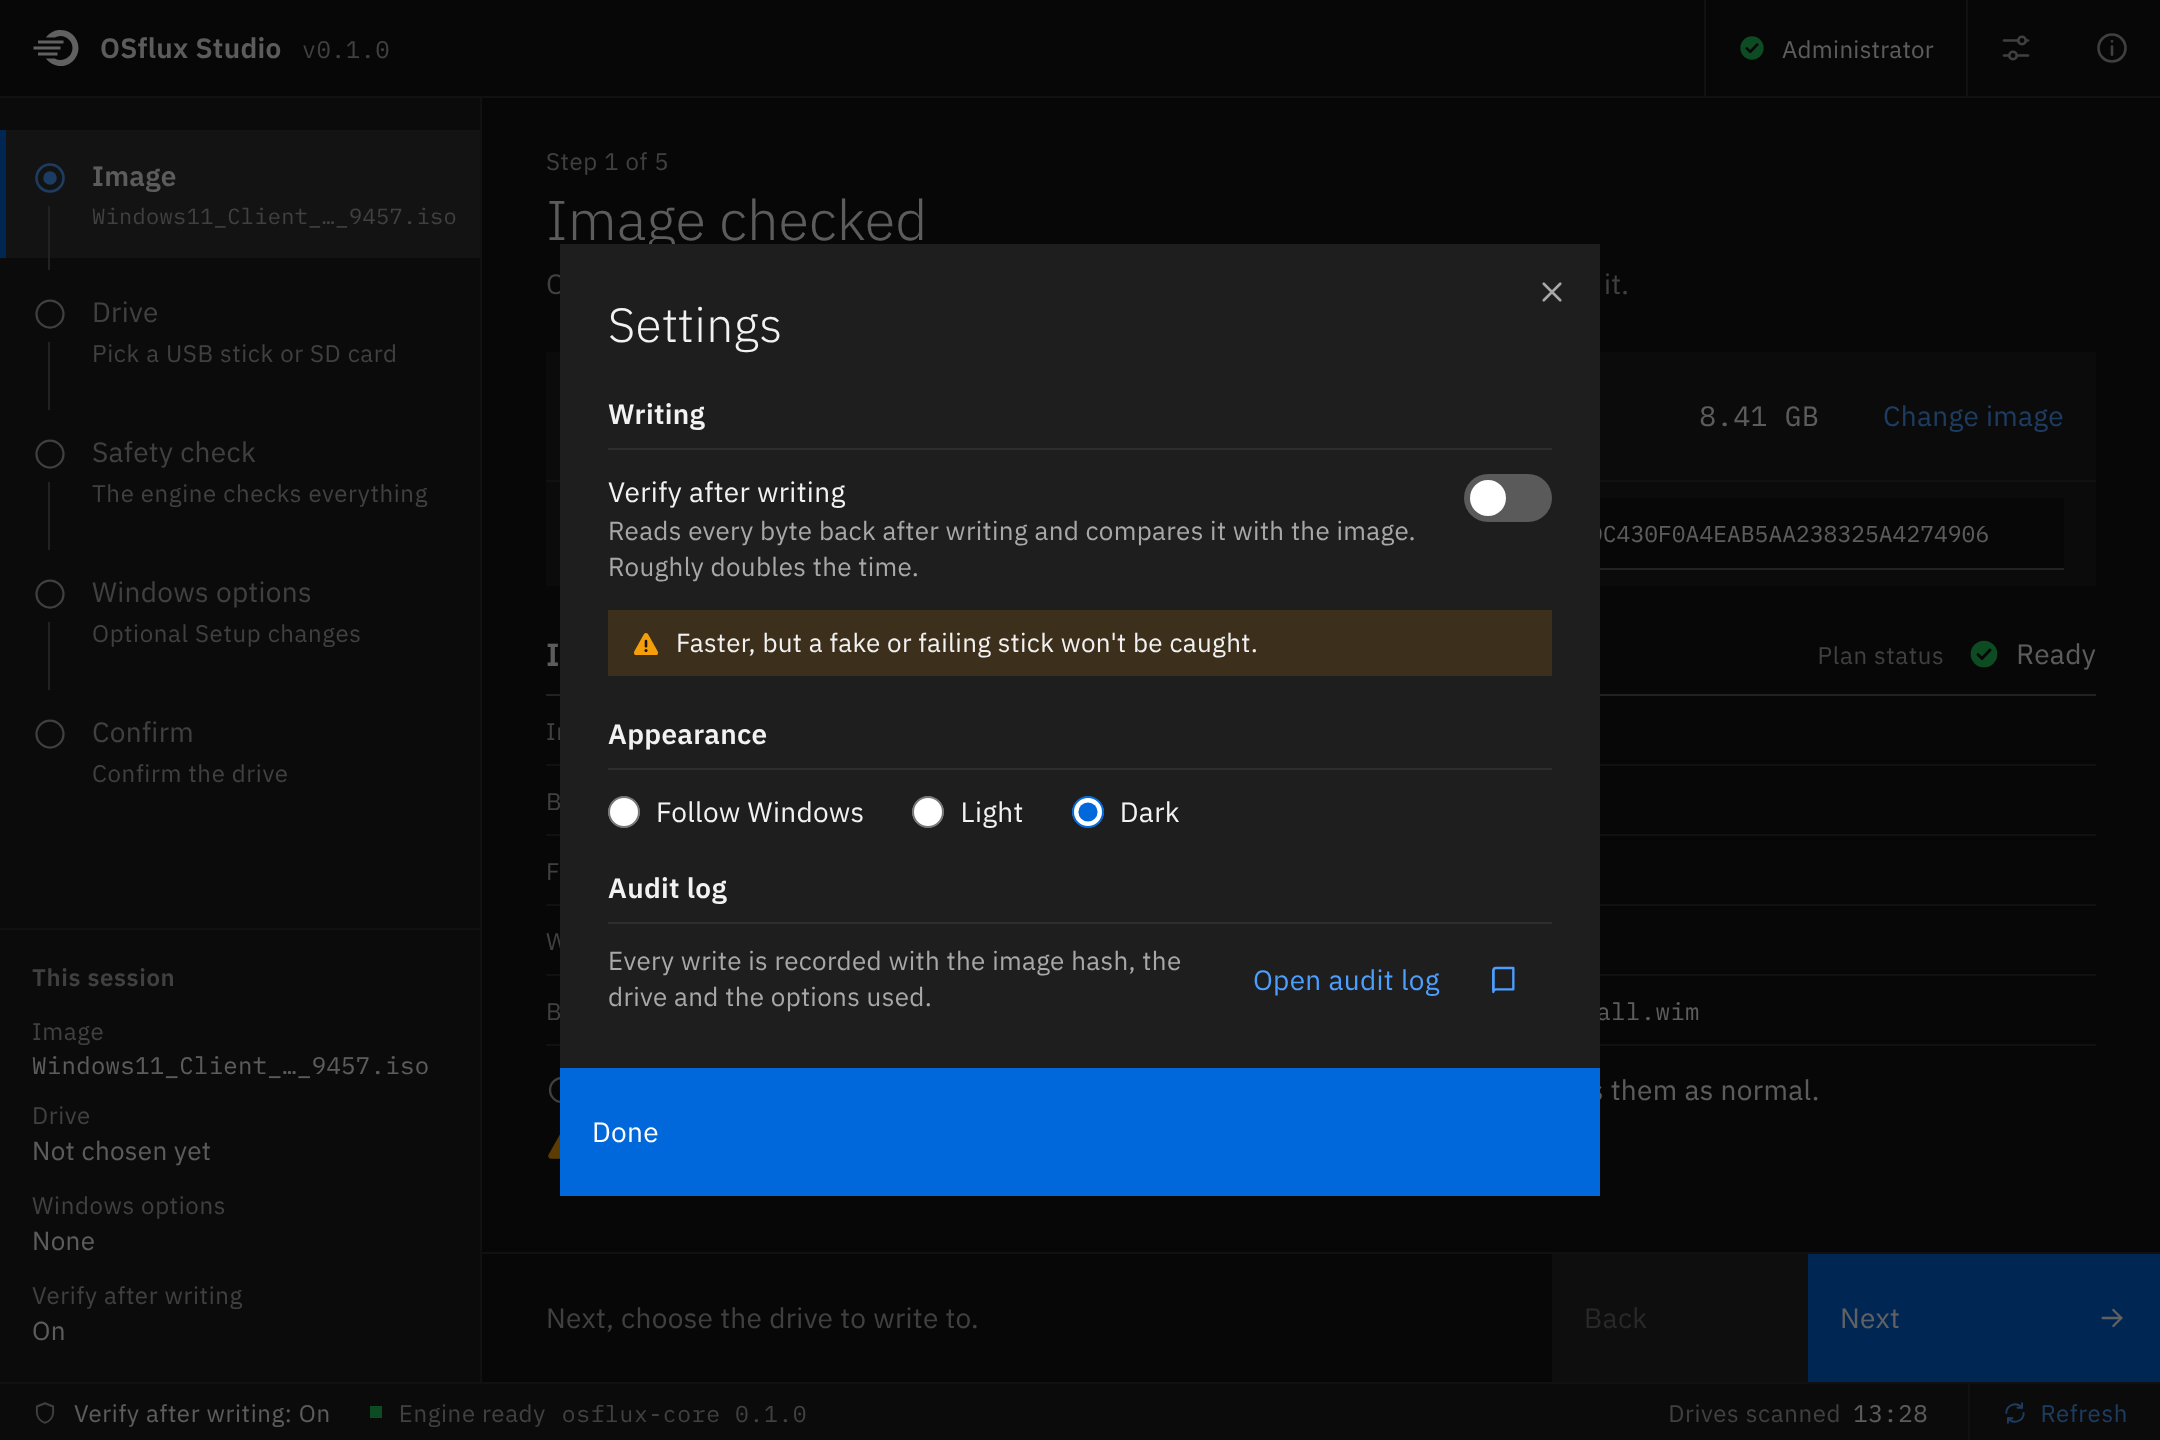 OSflux Studio v0.1.0
Administrator
Image
Windows11_Client_…_9457.iso
Drive
Pick a USB stick or SD card
Safety check
The engine checks everything
Windows options
Optional Setup changes
Confirm
Confirm the drive
This session
Image
Windows11_Client_…_9457.iso
Drive
Not chosen yet
Windows options
None
Verify after writing
On
Step 1 of 5
Image checked
it.
8.41 GB
Change image
C430F0A4EAB5AA238325A4274906
Plan status
Ready
all.wim
them as normal.
Settings
Writing
Verify after writing
Reads every byte back after writing and compares it with the image.
Roughly doubles the time.
Faster, but a fake or failing stick won't be caught.
Appearance
Follow Windows
Light
Dark
Audit log
Every write is recorded with the image hash, the
drive and the options used.
Open audit log
Done
Next, choose the drive to write to.
Back
Next
Verify after writing: On
Engine ready osflux-core 0.1.0
Drives scanned 13:28
Refresh